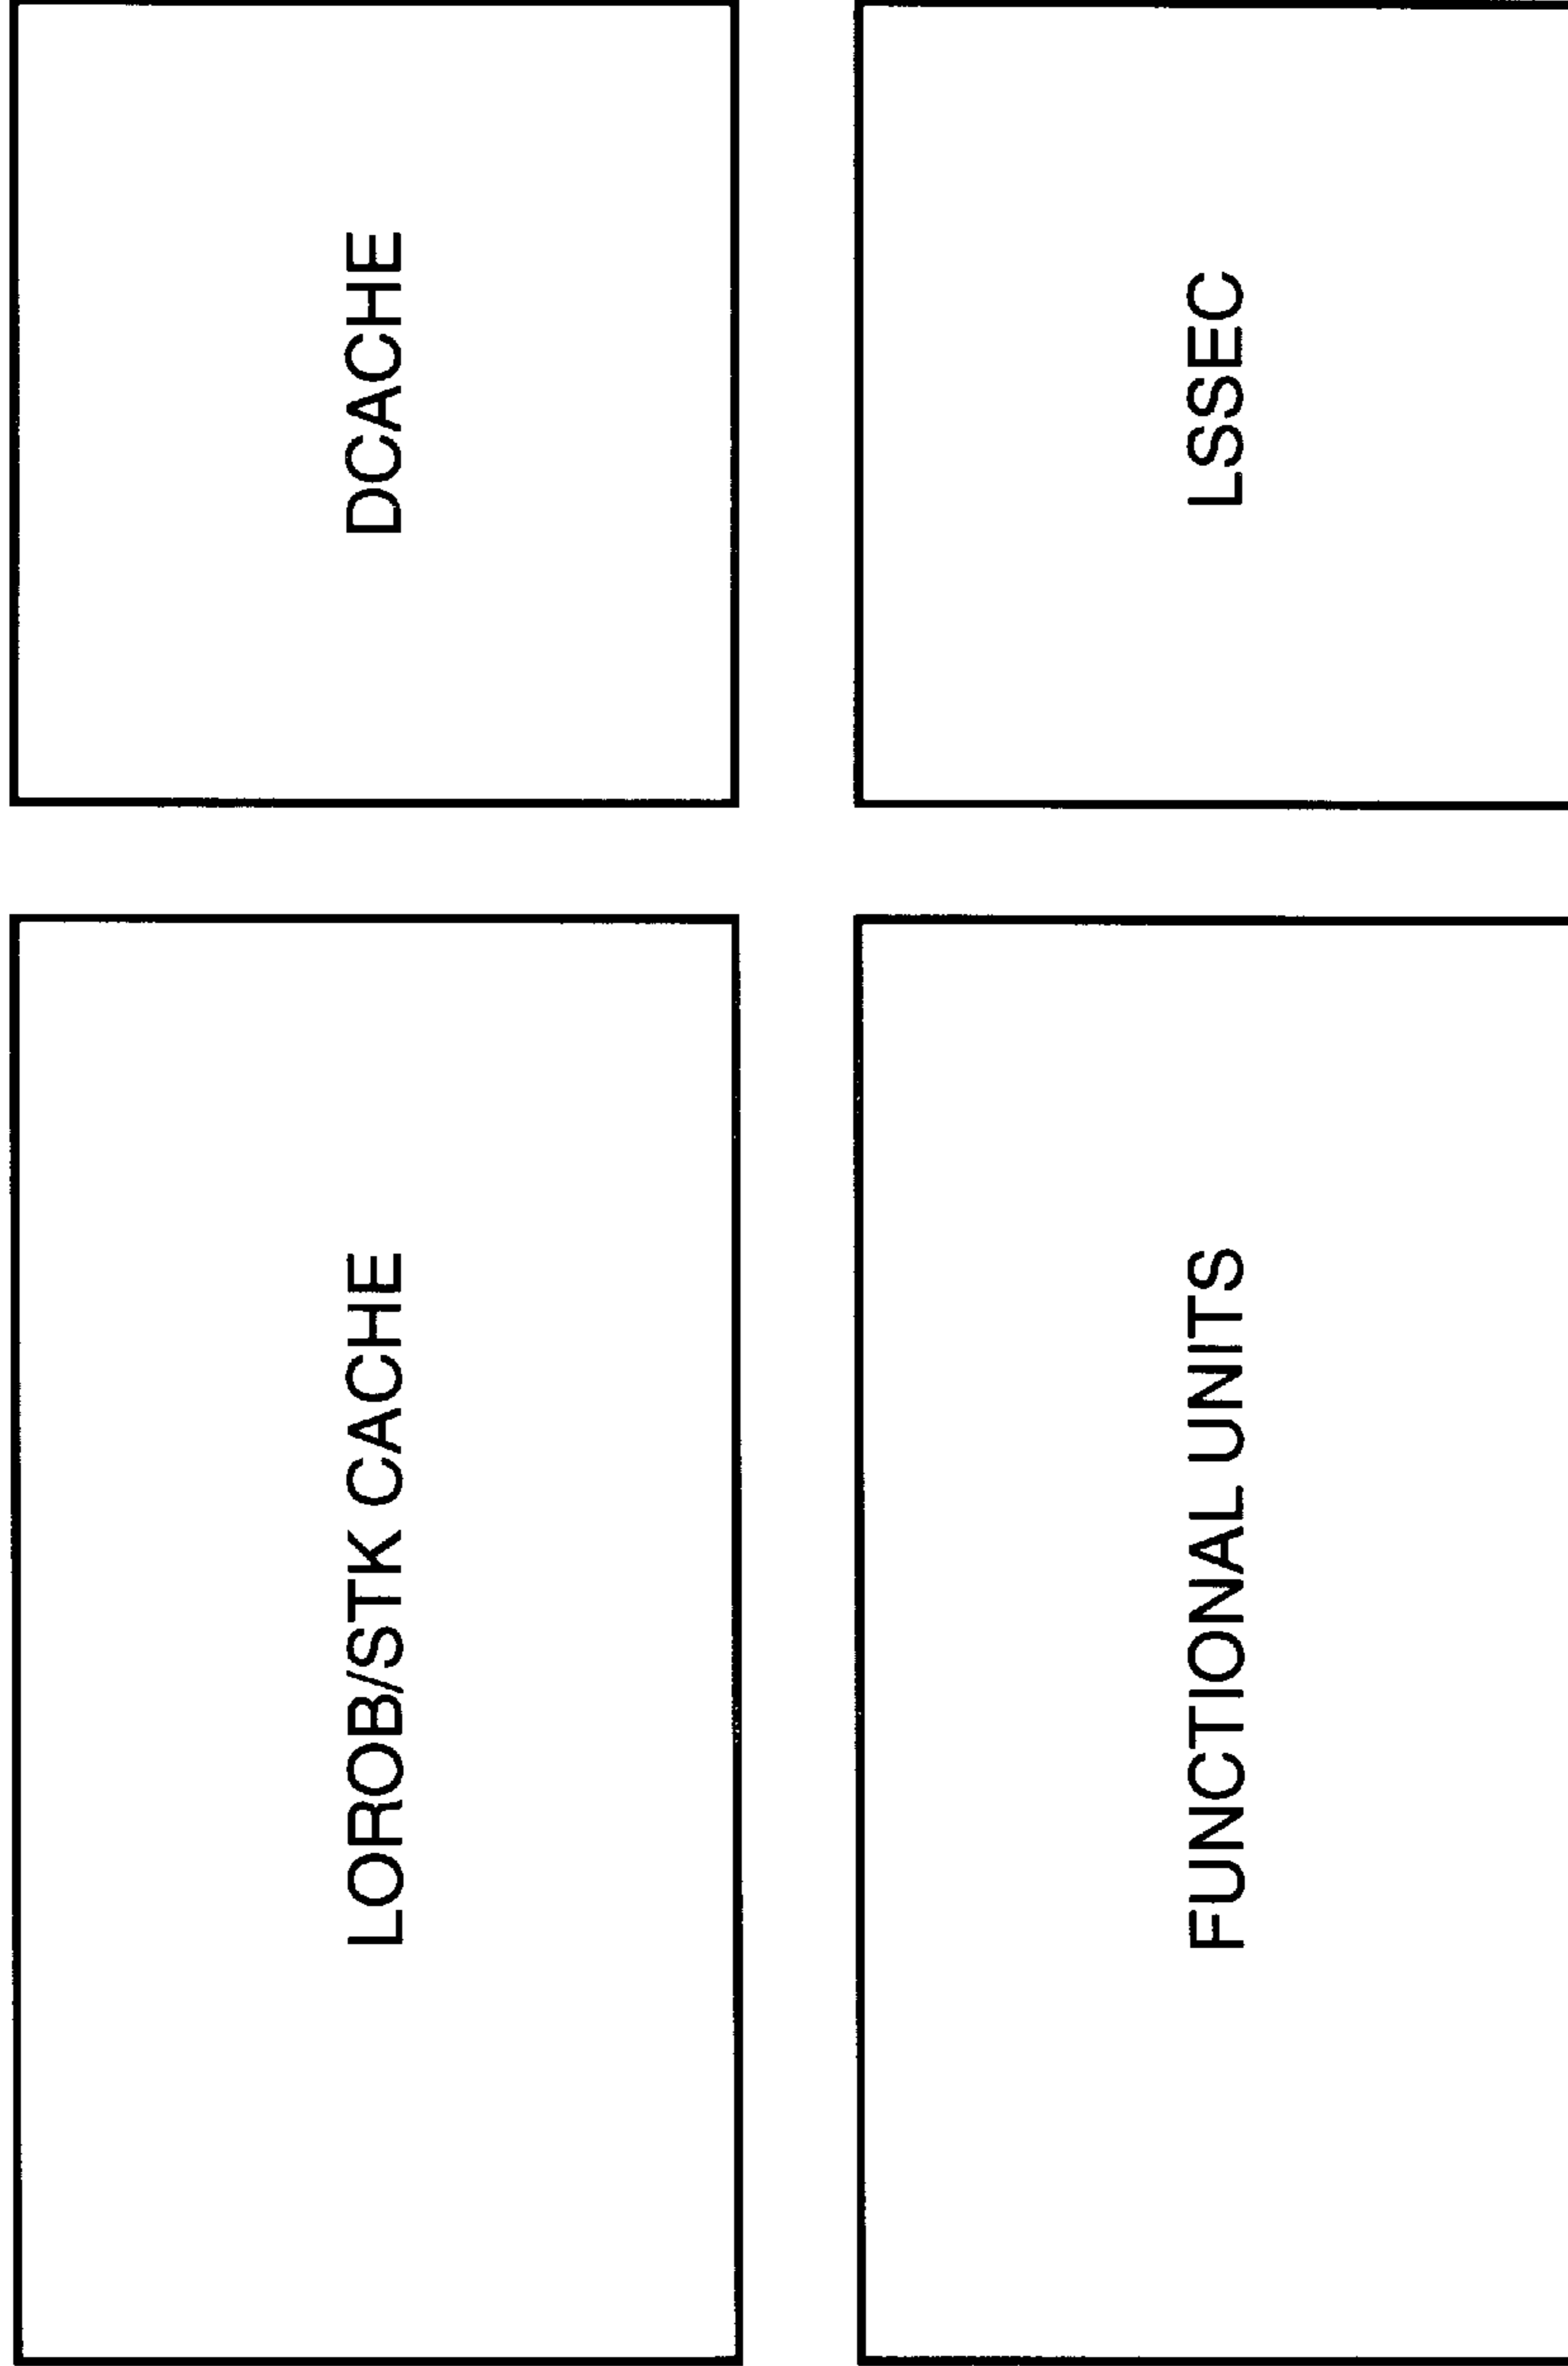 LOROB/STK CACHE
DCACHE
FUNCTIONAL UNITS
LSSEC